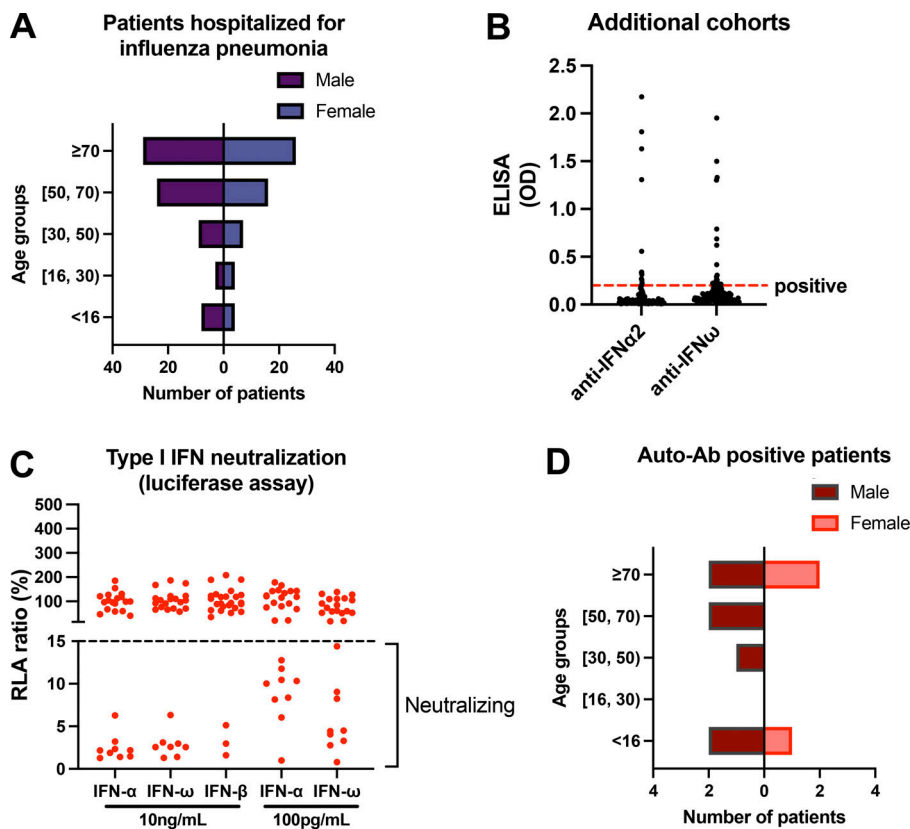 A
Patients hospitalized for
influenza pneumonia
Male
Female
Age groups
≥70
[50, 70)
[30, 50)
[16, 30)
<16
40 20 0 20 40
Number of patients
B
Additional cohorts
ELISA
(OD)
2.5
2.0
1.5
1.0
0.5
0.0
positive
anti-IFNα2
anti-IFNω
C
Type I IFN neutralization
(luciferase assay)
RLA ratio (%)
500
400
300
200
100
15
10
5
0
Neutralizing
IFN-α IFN-ω IFN-β IFN-α IFN-ω
10ng/mL 100pg/mL
D
Auto-Ab positive patients
Male
Female
Age groups
≥70
[50, 70)
[30, 50)
[16, 30)
<16
4 2 0 2 4
Number of patients